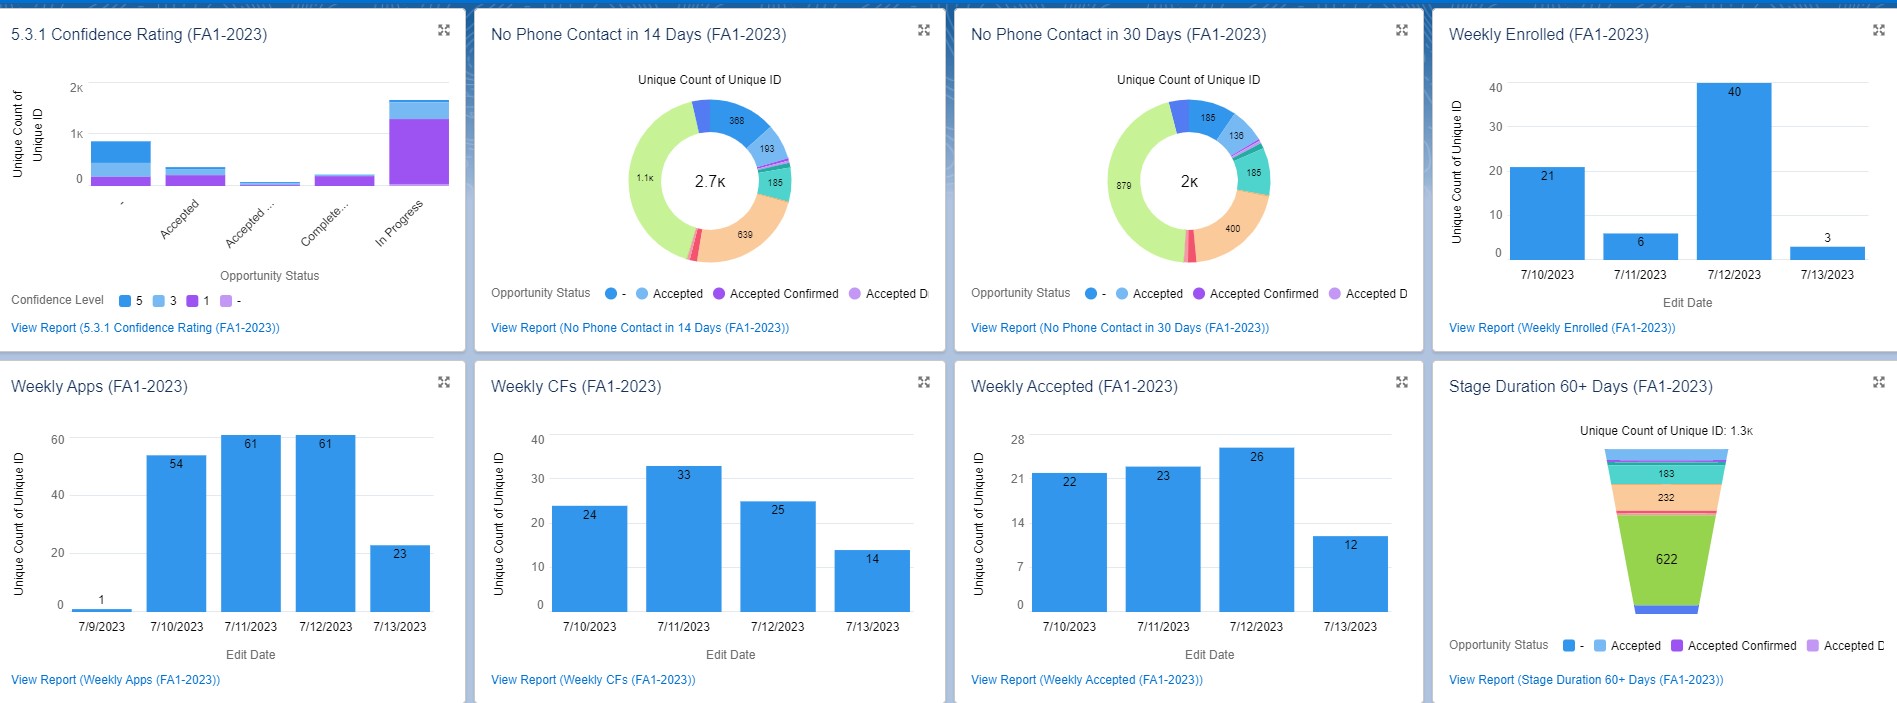 5.3.1 Confidence Rating (FA1-2023)
Unique Count of
Unique ID
2K
1K
0
-
Accepted
Accepted ...
Complete...
In Progress
Opportunity Status
Confidence Level 5 3 1 -
View Report (5.3.1 Confidence Rating (FA1-2023))
No Phone Contact in 14 Days (FA1-2023)
Unique Count of Unique ID
368
193
185
639
1.1K
2.7K
Opportunity Status - Accepted Accepted Confirmed Accepted D
View Report (No Phone Contact in 14 Days (FA1-2023))
No Phone Contact in 30 Days (FA1-2023)
Unique Count of Unique ID
185
136
185
400
879
2K
Opportunity Status - Accepted Accepted Confirmed Accepted D
View Report (No Phone Contact in 30 Days (FA1-2023))
Weekly Enrolled (FA1-2023)
Unique Count of Unique ID
40
30
20
10
0
21
6
40
3
7/10/2023 7/11/2023 7/12/2023 7/13/2023
Edit Date
View Report (Weekly Enrolled (FA1-2023))
Weekly Apps (FA1-2023)
Unique Count of Unique ID
60
40
20
0
1
54
61
61
23
7/9/2023 7/10/2023 7/11/2023 7/12/2023 7/13/2023
Edit Date
View Report (Weekly Apps (FA1-2023))
Weekly CFs (FA1-2023)
Unique Count of Unique ID
40
30
20
10
0
24
33
25
14
7/10/2023 7/11/2023 7/12/2023 7/13/2023
Edit Date
View Report (Weekly CFs (FA1-2023))
Weekly Accepted (FA1-2023)
Unique Count of Unique ID
28
21
14
7
0
22
23
26
12
7/10/2023 7/11/2023 7/12/2023 7/13/2023
Edit Date
View Report (Weekly Accepted (FA1-2023))
Stage Duration 60+ Days (FA1-2023)
Unique Count of Unique ID: 1.3K
183
232
622
Opportunity Status - Accepted Accepted Confirmed Accepted D
View Report (Stage Duration 60+ Days (FA1-2023))